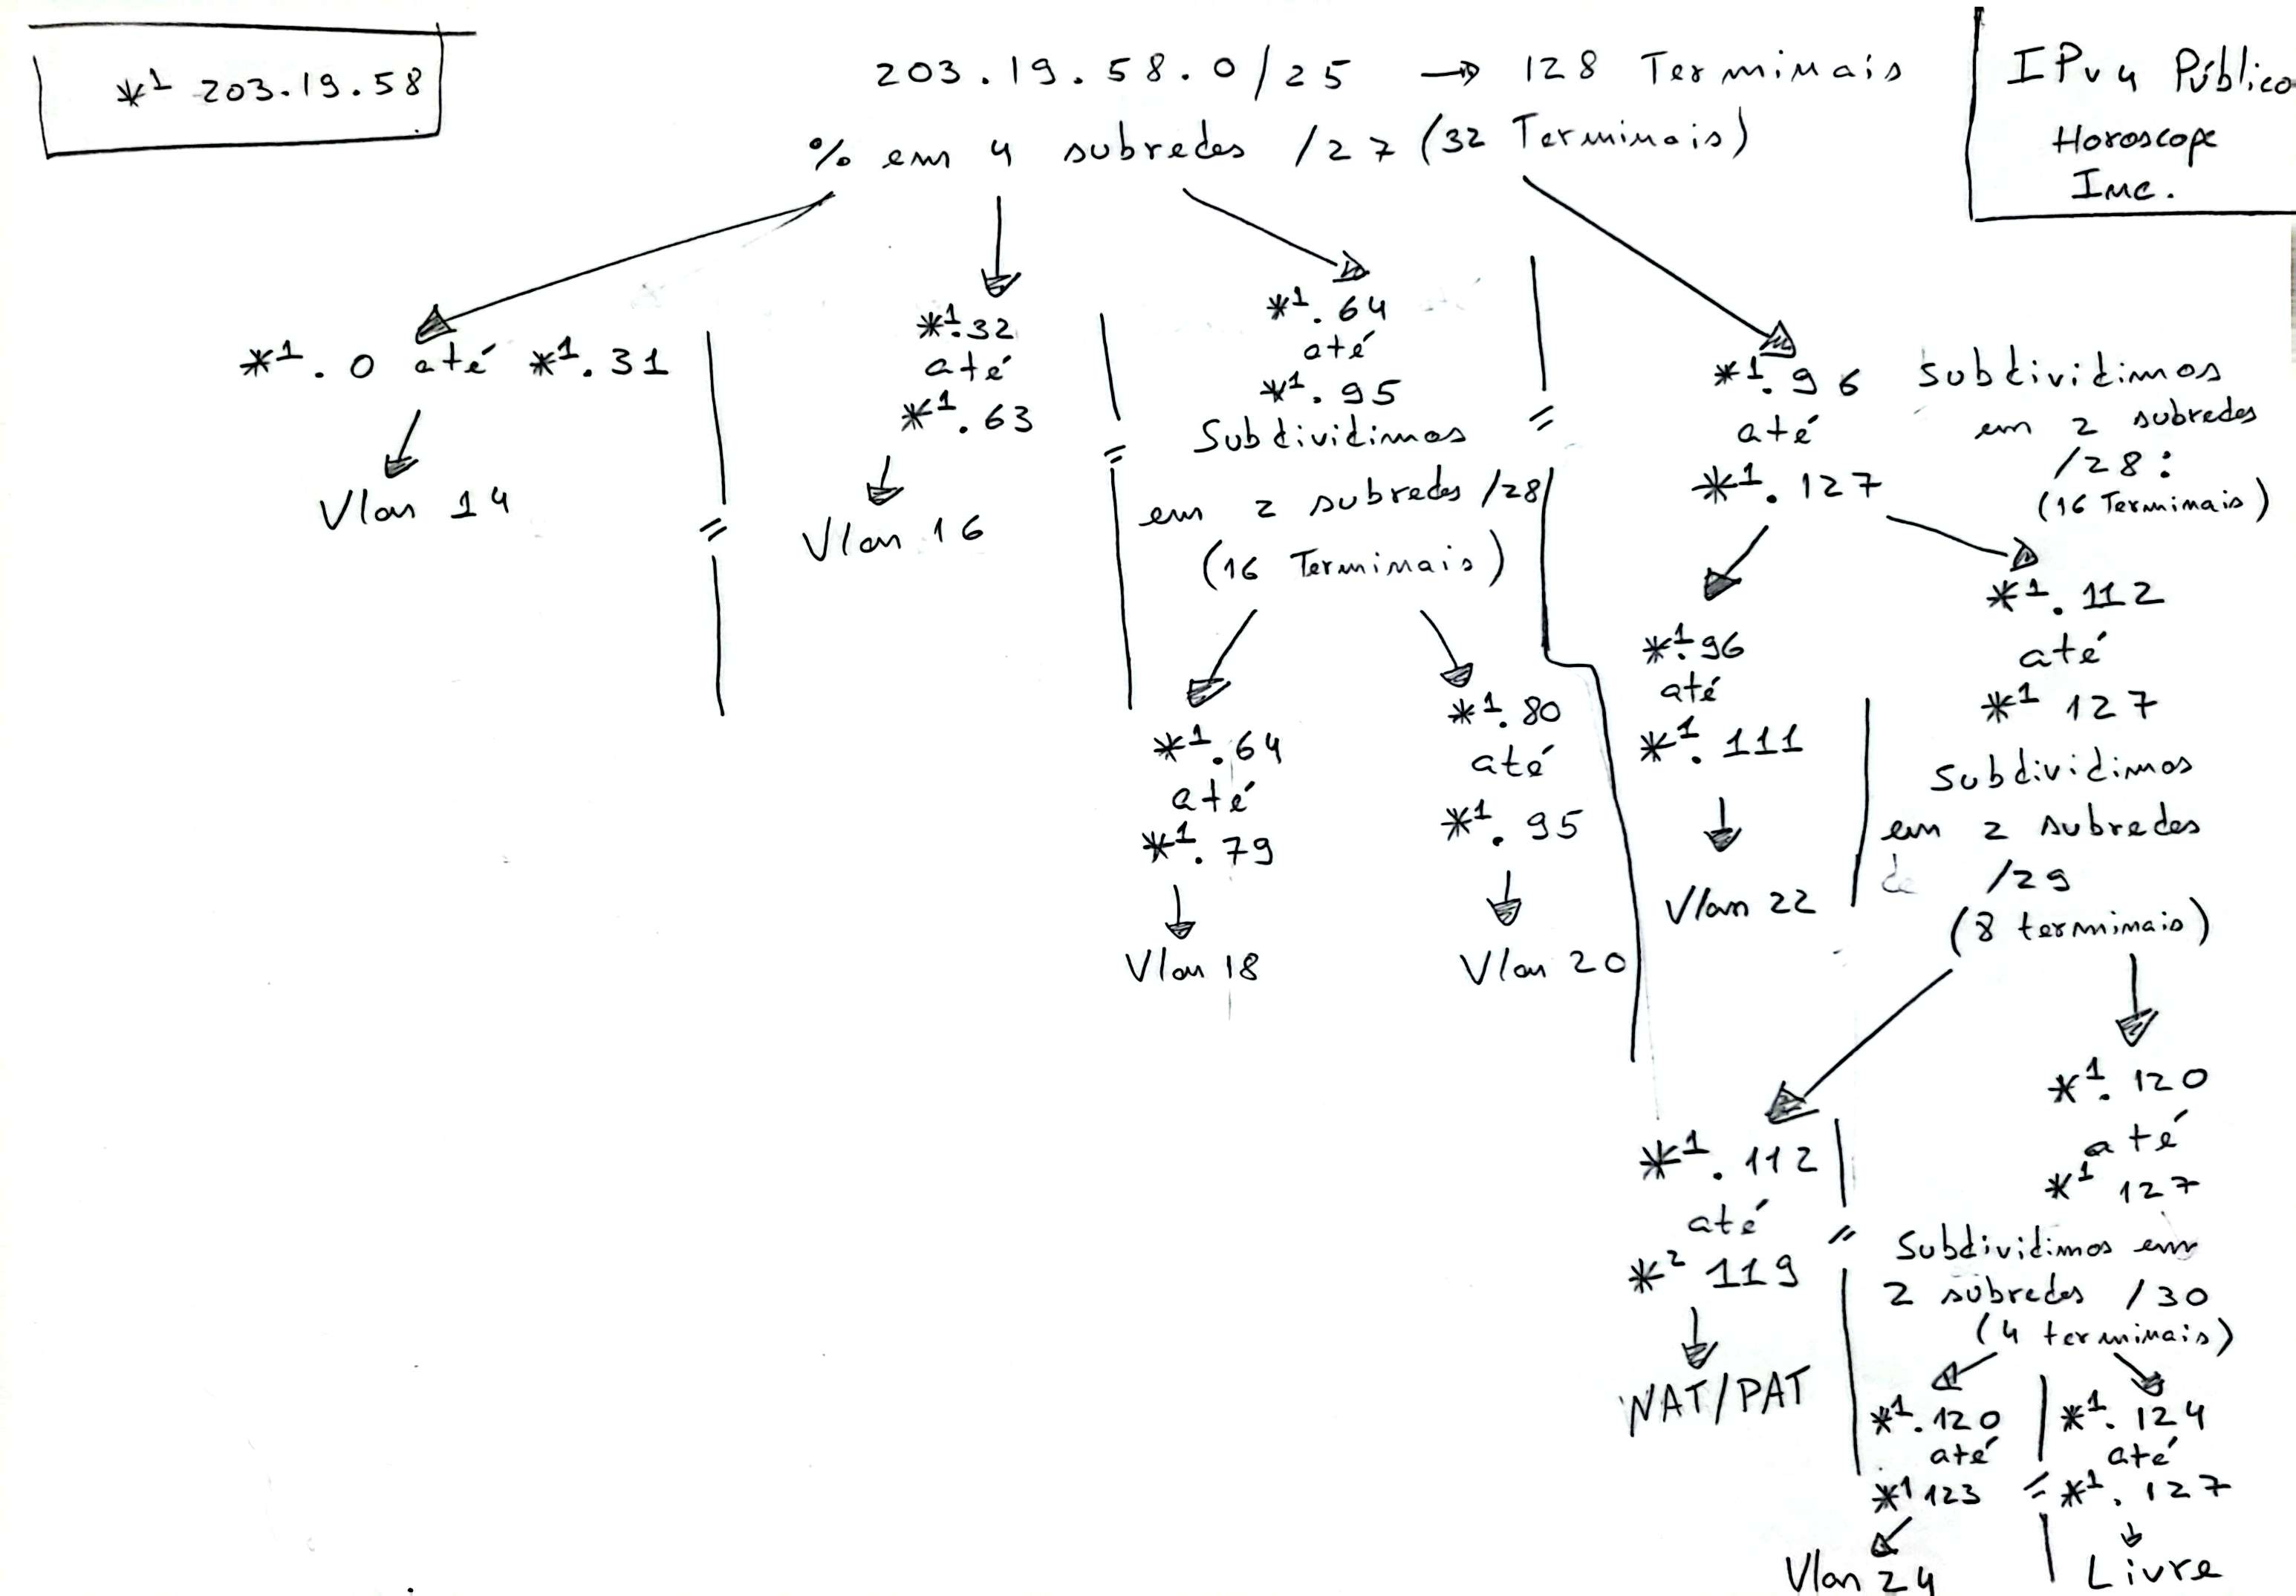 *1 203.19.58
203.19.58.0/25 → 128 Terminais
% em 4 subredes /27 (32 Terminais)
IPv4 Público
Horoscope
Inc.
*1.0 até *1.31
Vlan 14
*1.32
até
*1.63
Vlan 16
*1.64
até
*1.95
Subdividimos
em 2 subredes /28
(16 Terminais)
*1.64
até
*1.79
Vlan 18
*1.80
até
*1.95
Vlan 20
*1.96
até
*1.127
subdividimos
em 2 subredes
/28:
(16 Terminais)
*1.96
até
*1.111
Vlan 22
*1.112
até
*1 127
Subdividimos
em 2 subredes
de /29
(8 terminais)
*1.112
até
*2 119
NAT/PAT
*1.120
até
*1 127
Subdividimos em
2 subredes /30
(4 terminais)
*1.120
até
*1 123
Vlan 24
*1.124
até
*1.127
Livre